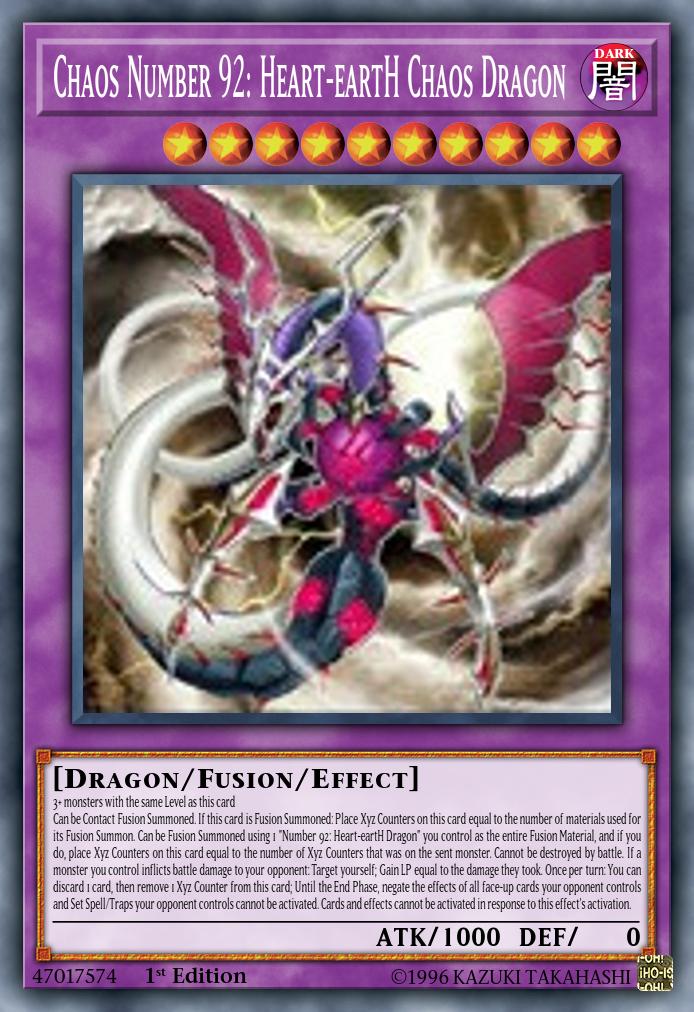 Chaos Number 92: Heart-eartH Chaos Dragon
DARK
闇
[Dragon/Fusion/Effect]
3+ monsters with the same Level as this card
Can be Contact Fusion Summoned. If this card is Fusion Summoned: Place Xyz Counters on this card equal to the number of materials used for
its Fusion Summon. Can be Fusion Summoned using 1 "Number 92: Heart-eartH Dragon" you control as the entire Fusion Material, and if you
do, place Xyz Counters on this card equal to the number of Xyz Counters that was on the sent monster. Cannot be destroyed by battle. If a
monster you control inflicts battle damage to your opponent: Target yourself; Gain LP equal to the damage they took. Once per turn: You can
discard 1 card, then remove 1 Xyz Counter from this card; Until the End Phase, negate the effects of all face-up cards your opponent controls
and Set Spell/Traps your opponent controls cannot be activated. Cards and effects cannot be activated in response to this effect's activation.
ATK/1000 DEF/ 0
47017574 1st Edition ©1996 KAZUKI TAKAHASHI